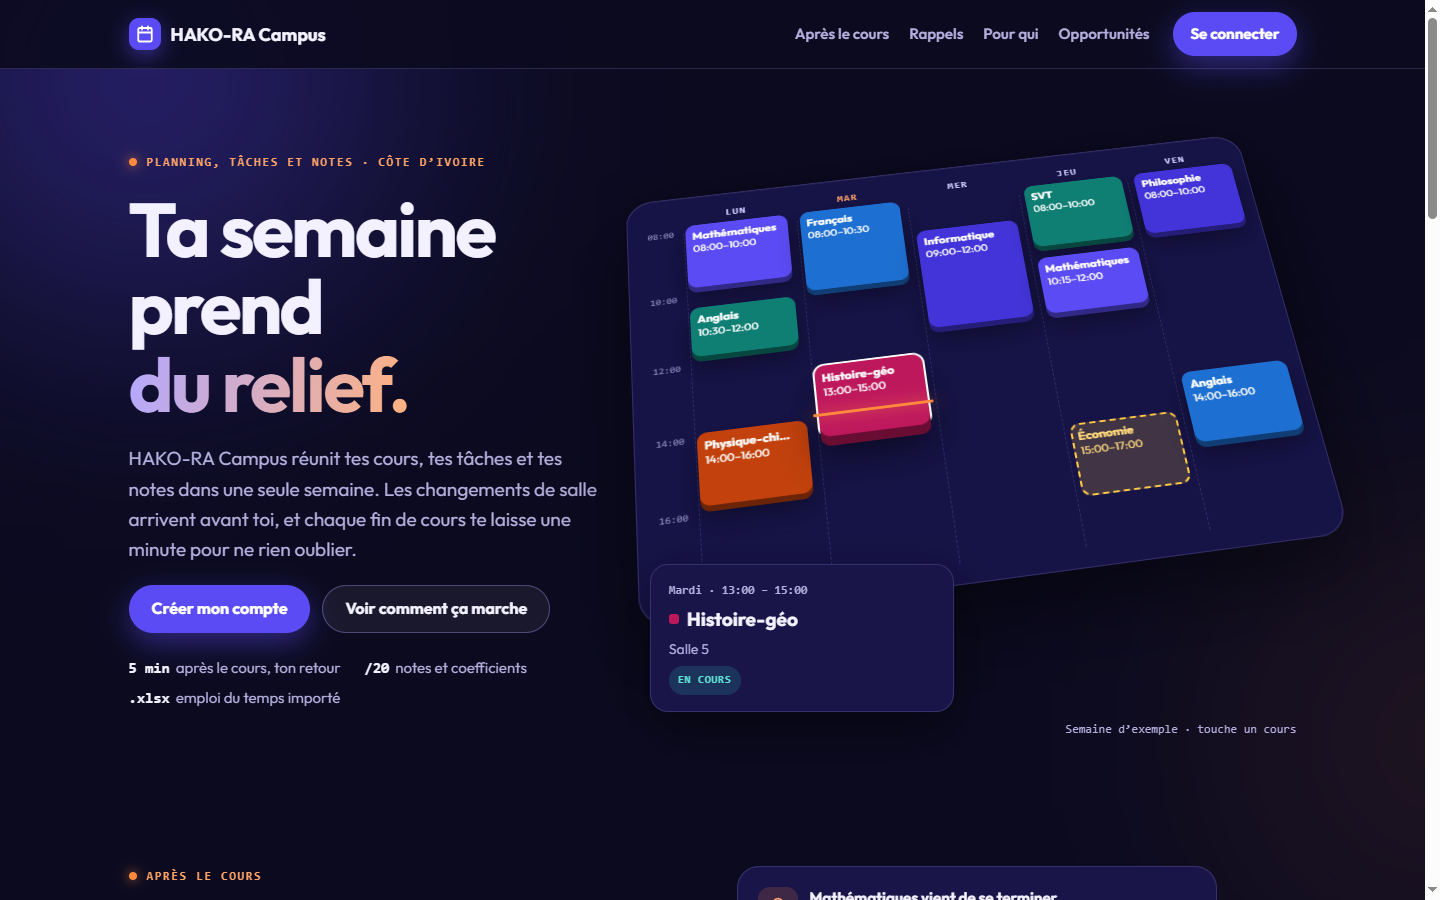 HAKO-RA Campus
Après le cours
Rappels
Pour qui
Opportunités
Se connecter
PLANNING, TÂCHES ET NOTES · CÔTE D’IVOIRE
Ta semaine
prend
du relief.
HAKO-RA Campus réunit tes cours, tes tâches et tes
notes dans une seule semaine. Les changements de salle
arrivent avant toi, et chaque fin de cours te laisse une
minute pour ne rien oublier.
Créer mon compte
Voir comment ça marche
5 min après le cours, ton retour
/20 notes et coefficients
.xlsx emploi du temps importé
LUN
MAR
MER
JEU
VEN
08:00
10:00
12:00
14:00
16:00
Mathématiques
08:00–10:00
Anglais
10:30–12:00
Physique-chi…
14:00–16:00
Français
08:00–10:30
Histoire-géo
13:00–15:00
Informatique
09:00–12:00
SVT
08:00–10:00
Mathématiques
10:15–12:00
Économie
15:00–17:00
Philosophie
08:00–10:00
Anglais
14:00–16:00
Mardi · 13:00 – 15:00
Histoire-géo
Salle 5
EN COURS
Semaine d’exemple · touche un cours
APRÈS LE COURS
Mathématiques vient de se terminer